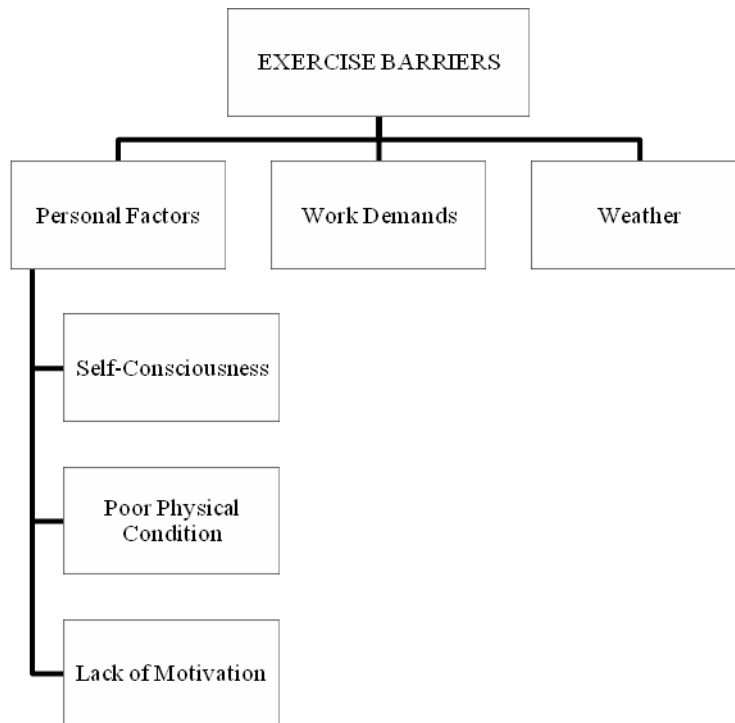 EXERCISE BARRIERS
Personal Factors
Work Demands
Weather
Self-Consciousness
Poor Physical
Condition
Lack of Motivation